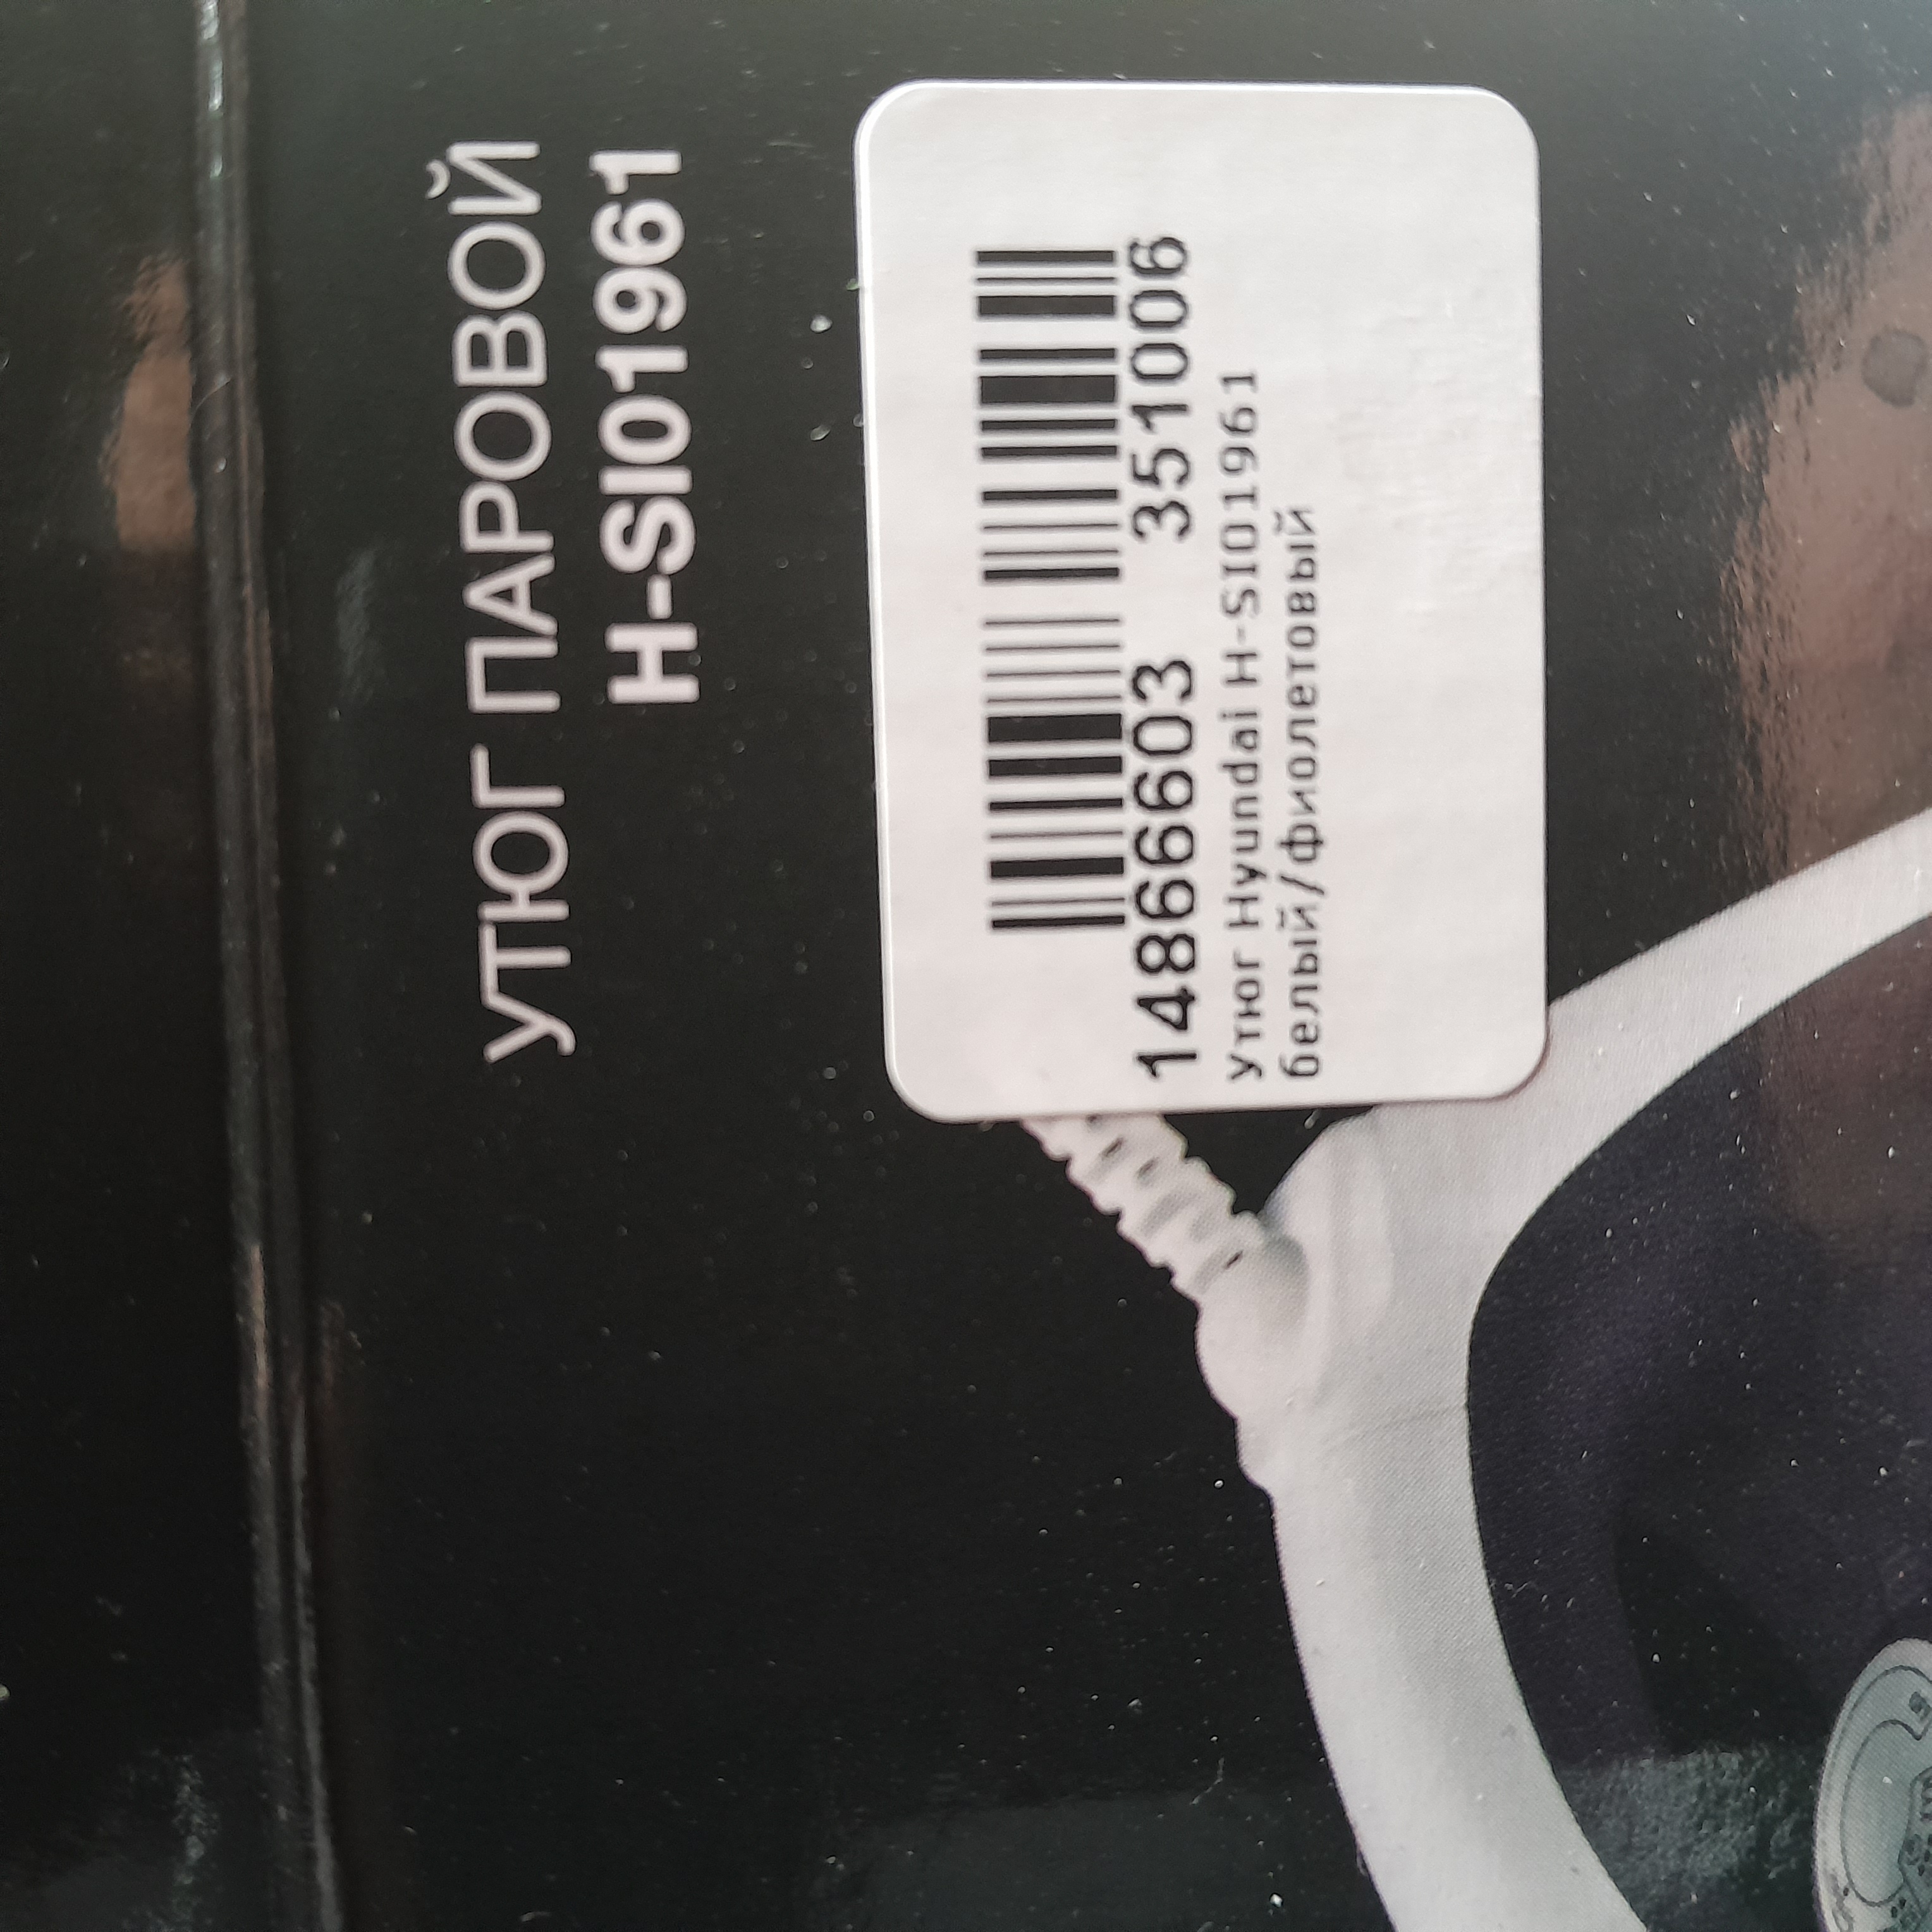 УТЮГ ПАРОВОЙ
H-SI01961
14866603 351006
Утюг Hyundai H-SI01961
белый/фиолетовый